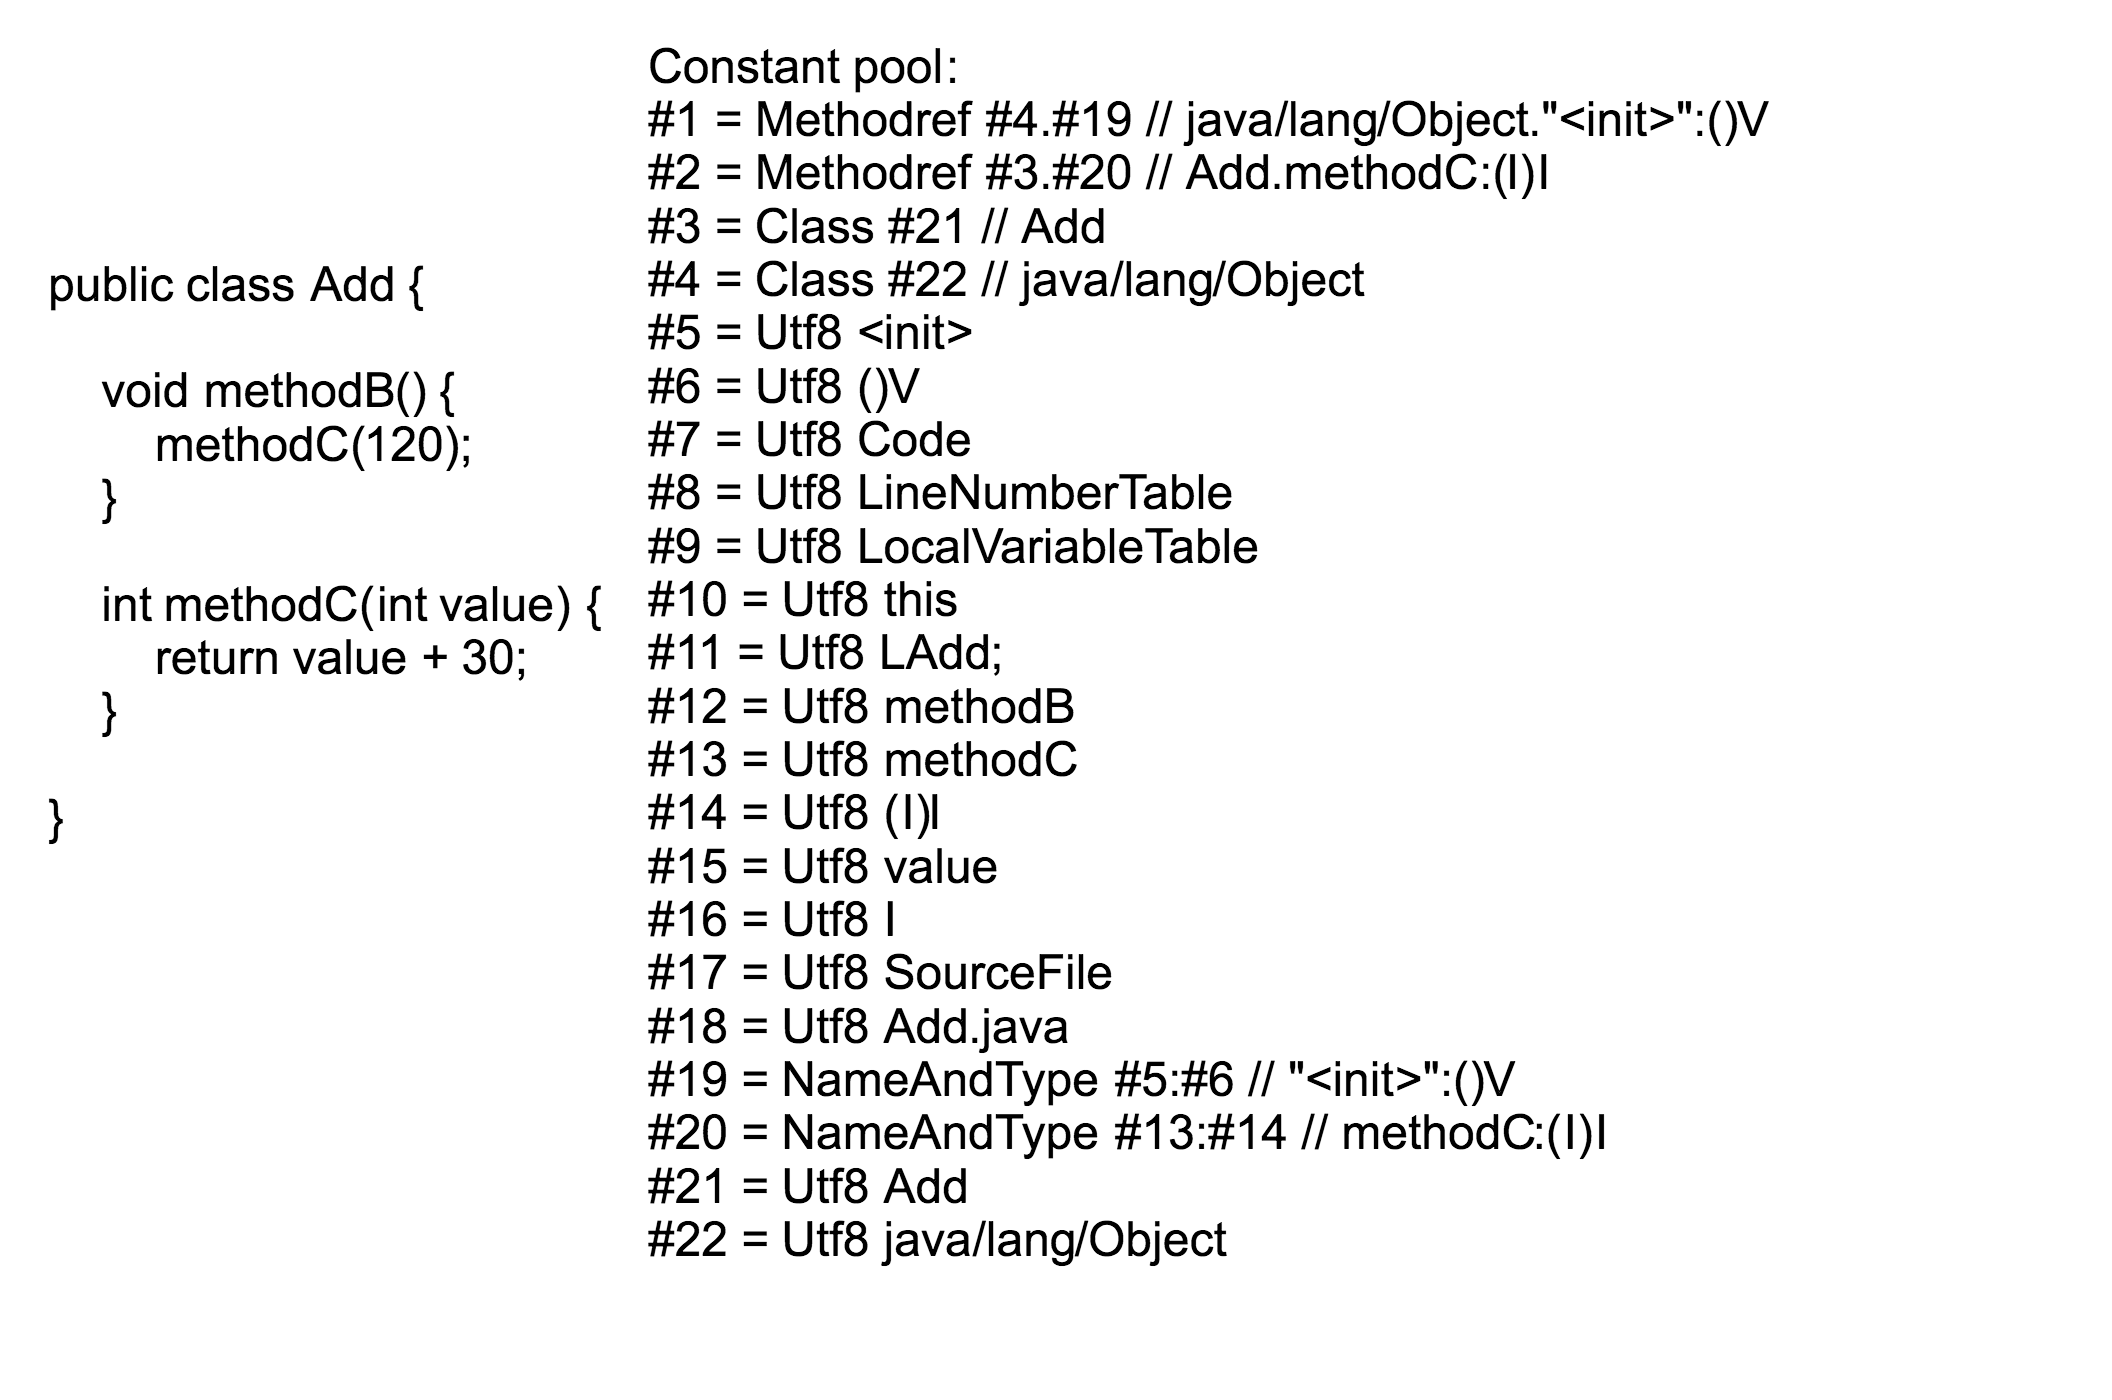 public class Add {
void methodB() {
methodC(120);
}
int methodC(int value) {
return value + 30;
}
}
Constant pool:
#1 = Methodref #4.#19 // java/lang/Object."<init>":()V
#2 = Methodref #3.#20 // Add.methodC:(I)I
#3 = Class #21 // Add
#4 = Class #22 // java/lang/Object
#5 = Utf8 <init>
#6 = Utf8 ()V
#7 = Utf8 Code
#8 = Utf8 LineNumberTable
#9 = Utf8 LocalVariableTable
#10 = Utf8 this
#11 = Utf8 LAdd;
#12 = Utf8 methodB
#13 = Utf8 methodC
#14 = Utf8 (I)I
#15 = Utf8 value
#16 = Utf8 I
#17 = Utf8 SourceFile
#18 = Utf8 Add.java
#19 = NameAndType #5:#6 // "<init>":()V
#20 = NameAndType #13:#14 // methodC:(I)I
#21 = Utf8 Add
#22 = Utf8 java/lang/Object